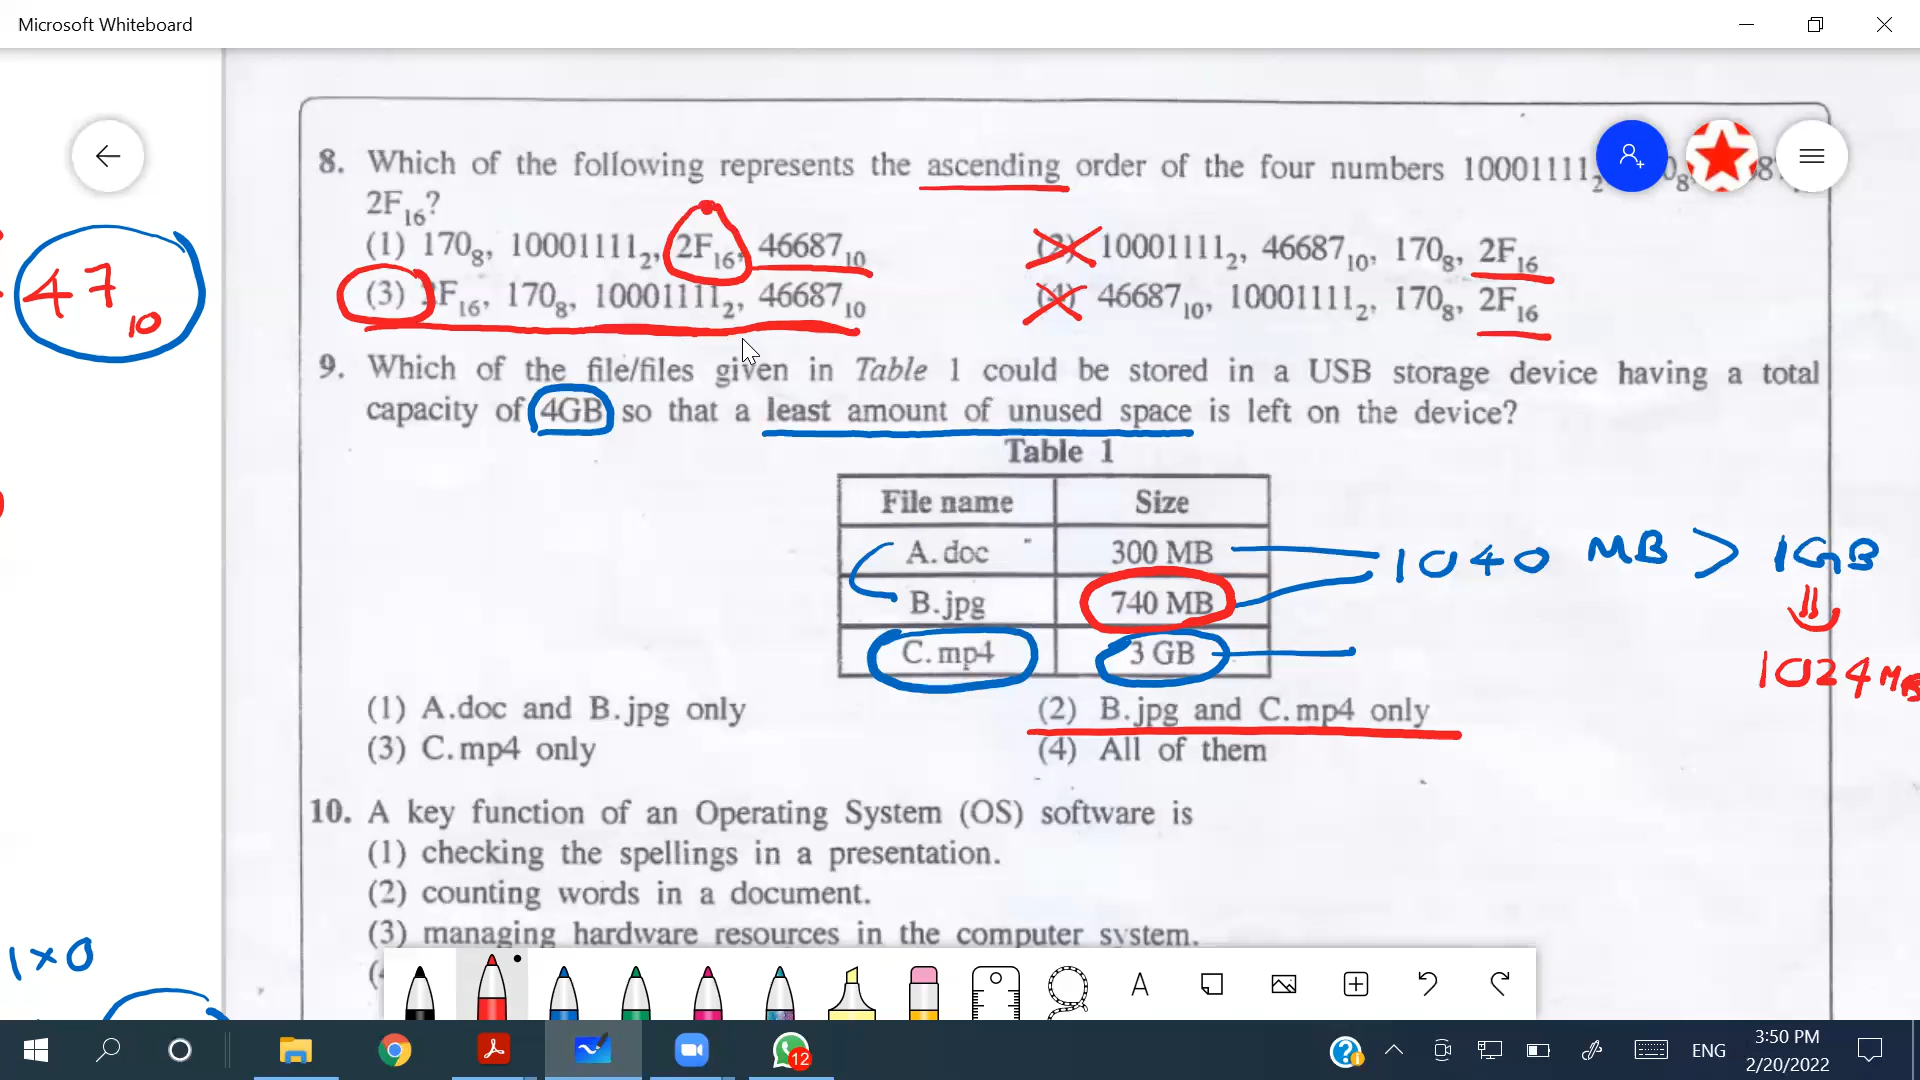 Microsoft Whiteboard
8. Which of the following represents the ascending order of the four numbers 10001111₂
2F₁₆?
(1) 170₈, 10001111₂, 2F₁₆, 46687₁₀
(2) 10001111₂, 46687₁₀, 170₈, 2F₁₆
(3) 2F₁₆, 170₈, 10001111₂, 46687₁₀
(4) 46687₁₀, 10001111₂, 170₈, 2F₁₆
47₁₀
9. Which of the file/files given in Table 1 could be stored in a USB storage device having a total
capacity of 4GB so that a least amount of unused space is left on the device?
Table 1
File name Size
A.doc 300 MB
B.jpg 740 MB
C.mp4 3 GB
1040 MB > 1GB
1024 MB
(1) A.doc and B.jpg only
(2) B.jpg and C.mp4 only
(3) C.mp4 only
(4) All of them
10. A key function of an Operating System (OS) software is
(1) checking the spellings in a presentation.
(2) counting words in a document.
(3) managing hardware resources in the computer system.
1×0
12
ENG
3:50 PM
2/20/2022